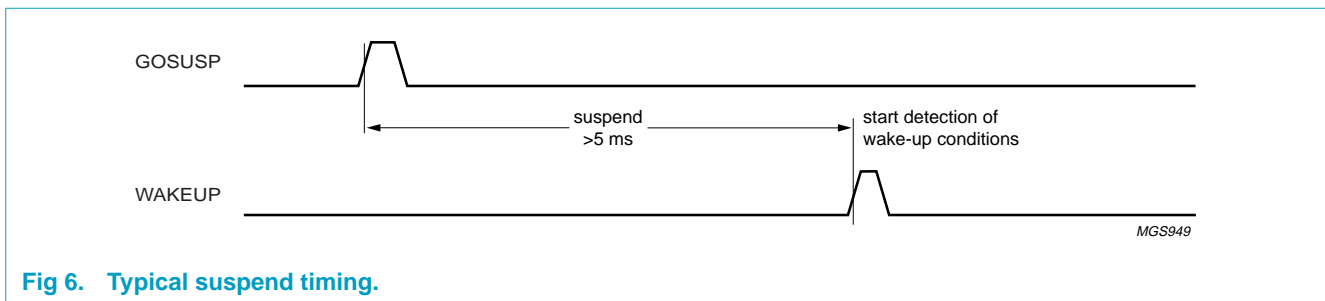 GOSUSP
suspend
>5 ms
start detection of
wake-up conditions
WAKEUP
MGS949
Fig 6. Typical suspend timing.